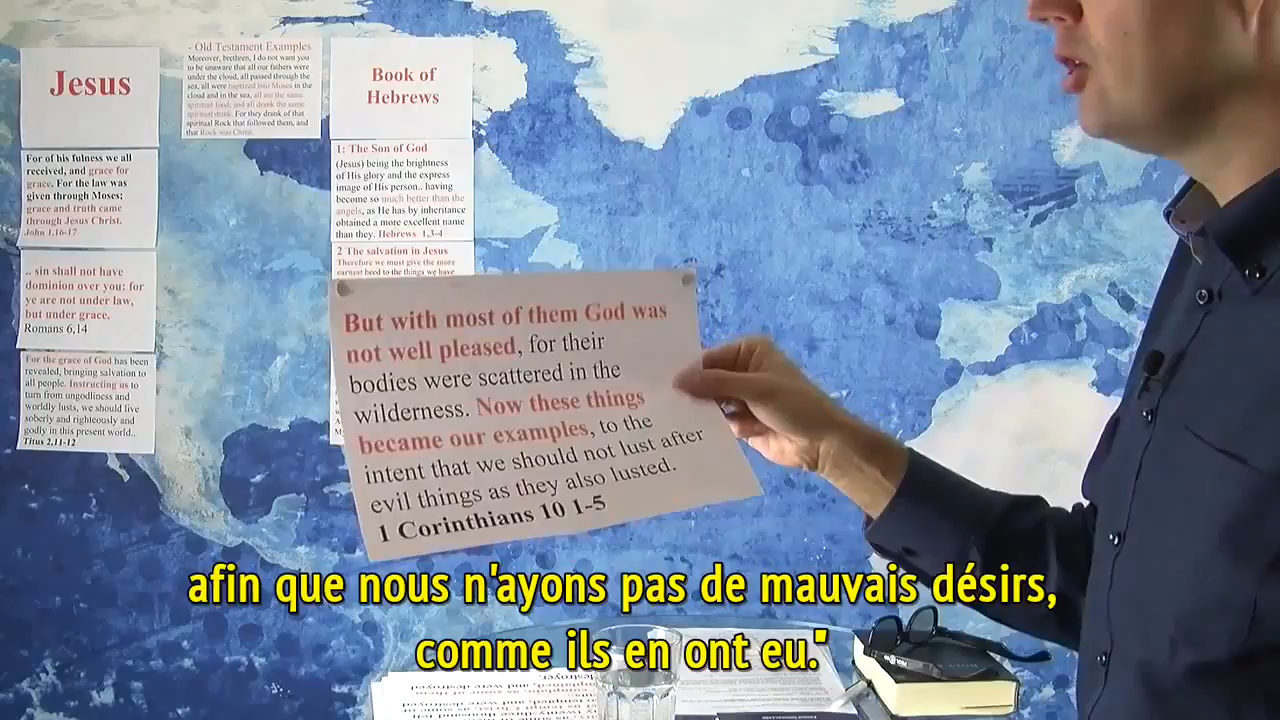 Jesus
For of his fulness we all
received, and grace for
grace. For the law was
given through Moses;
grace and truth came
through Jesus Christ.
John 1,16-17
.. sin shall not have
dominion over you: for
ye are not under law,
but under grace.
Romans 6,14
For the grace of God has been
revealed, bringing salvation to
all people. Instructing us to
turn from ungodliness and
worldly lusts, we should live
soberly and righteously and
godly in this present world..
Titus 2,11-12
- Old Testament Examples
Moreover, brethren, I do not want you
to be unaware that all our fathers were
under the cloud, all passed through the
sea, all were baptized into Moses in the
cloud and in the sea, all ate the same
spiritual food, and all drank the same
spiritual drink. For they drank of that
spiritual Rock that followed them, and
that Rock was Christ.
Book of
Hebrews
1: The Son of God
(Jesus) being the brightness
of His glory and the express
image of His person.. having
become so much better than the
angels, as He has by inheritance
obtained a more excellent name
than they. Hebrews 1,3-4
2 The salvation in Jesus
Therefore we must give the more
earnest heed to the things we have
But with most of them God was
not well pleased, for their
bodies were scattered in the
wilderness. Now these things
became our examples, to the
intent that we should not lust after
evil things as they also lusted.
1 Corinthians 10 1-5
afin que nous n'ayons pas de mauvais désirs,
comme ils en ont eu."